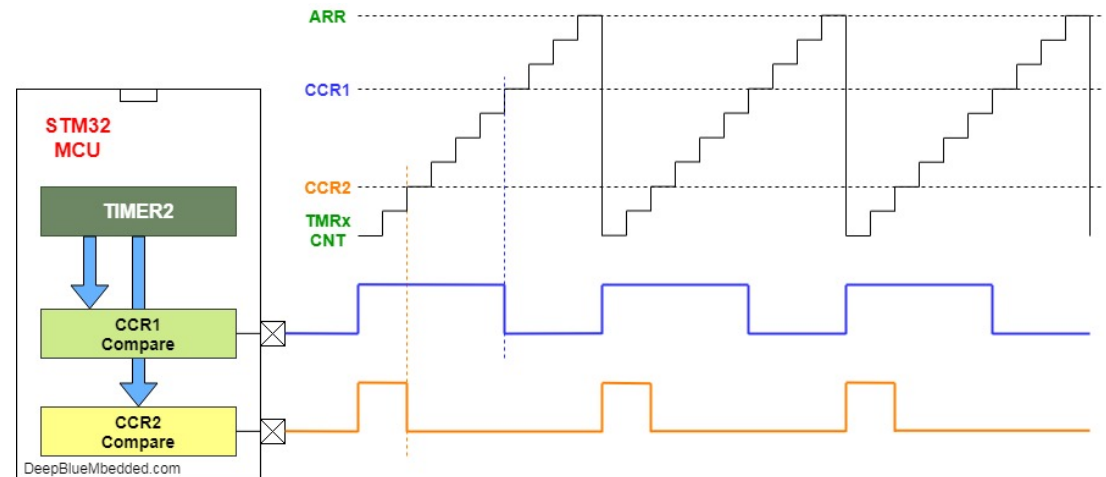 ARR
CCR1
CCR2
TMRx
CNT
STM32
MCU
TIMER2
CCR1
Compare
CCR2
Compare
DeepBlueMbedded.com